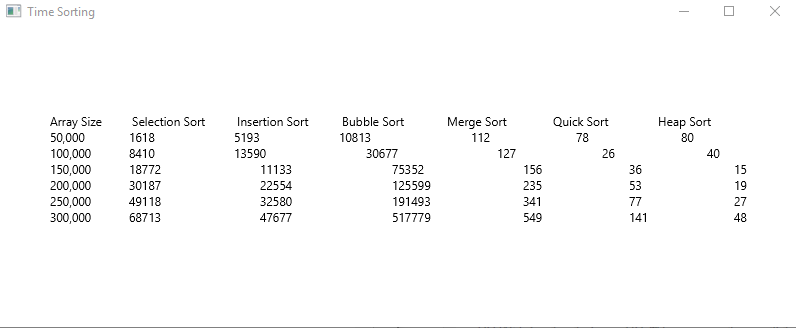 Time Sorting
Array Size Selection Sort Insertion Sort Bubble Sort Merge Sort Quick Sort Heap Sort
50,000 1618 5193 10813 112 78 80
100,000 8410 13590 30677 127 26 40
150,000 18772 11133 75352 156 36 15
200,000 30187 22554 125599 235 53 19
250,000 49118 32580 191493 341 77 27
300,000 68713 47677 517779 549 141 48